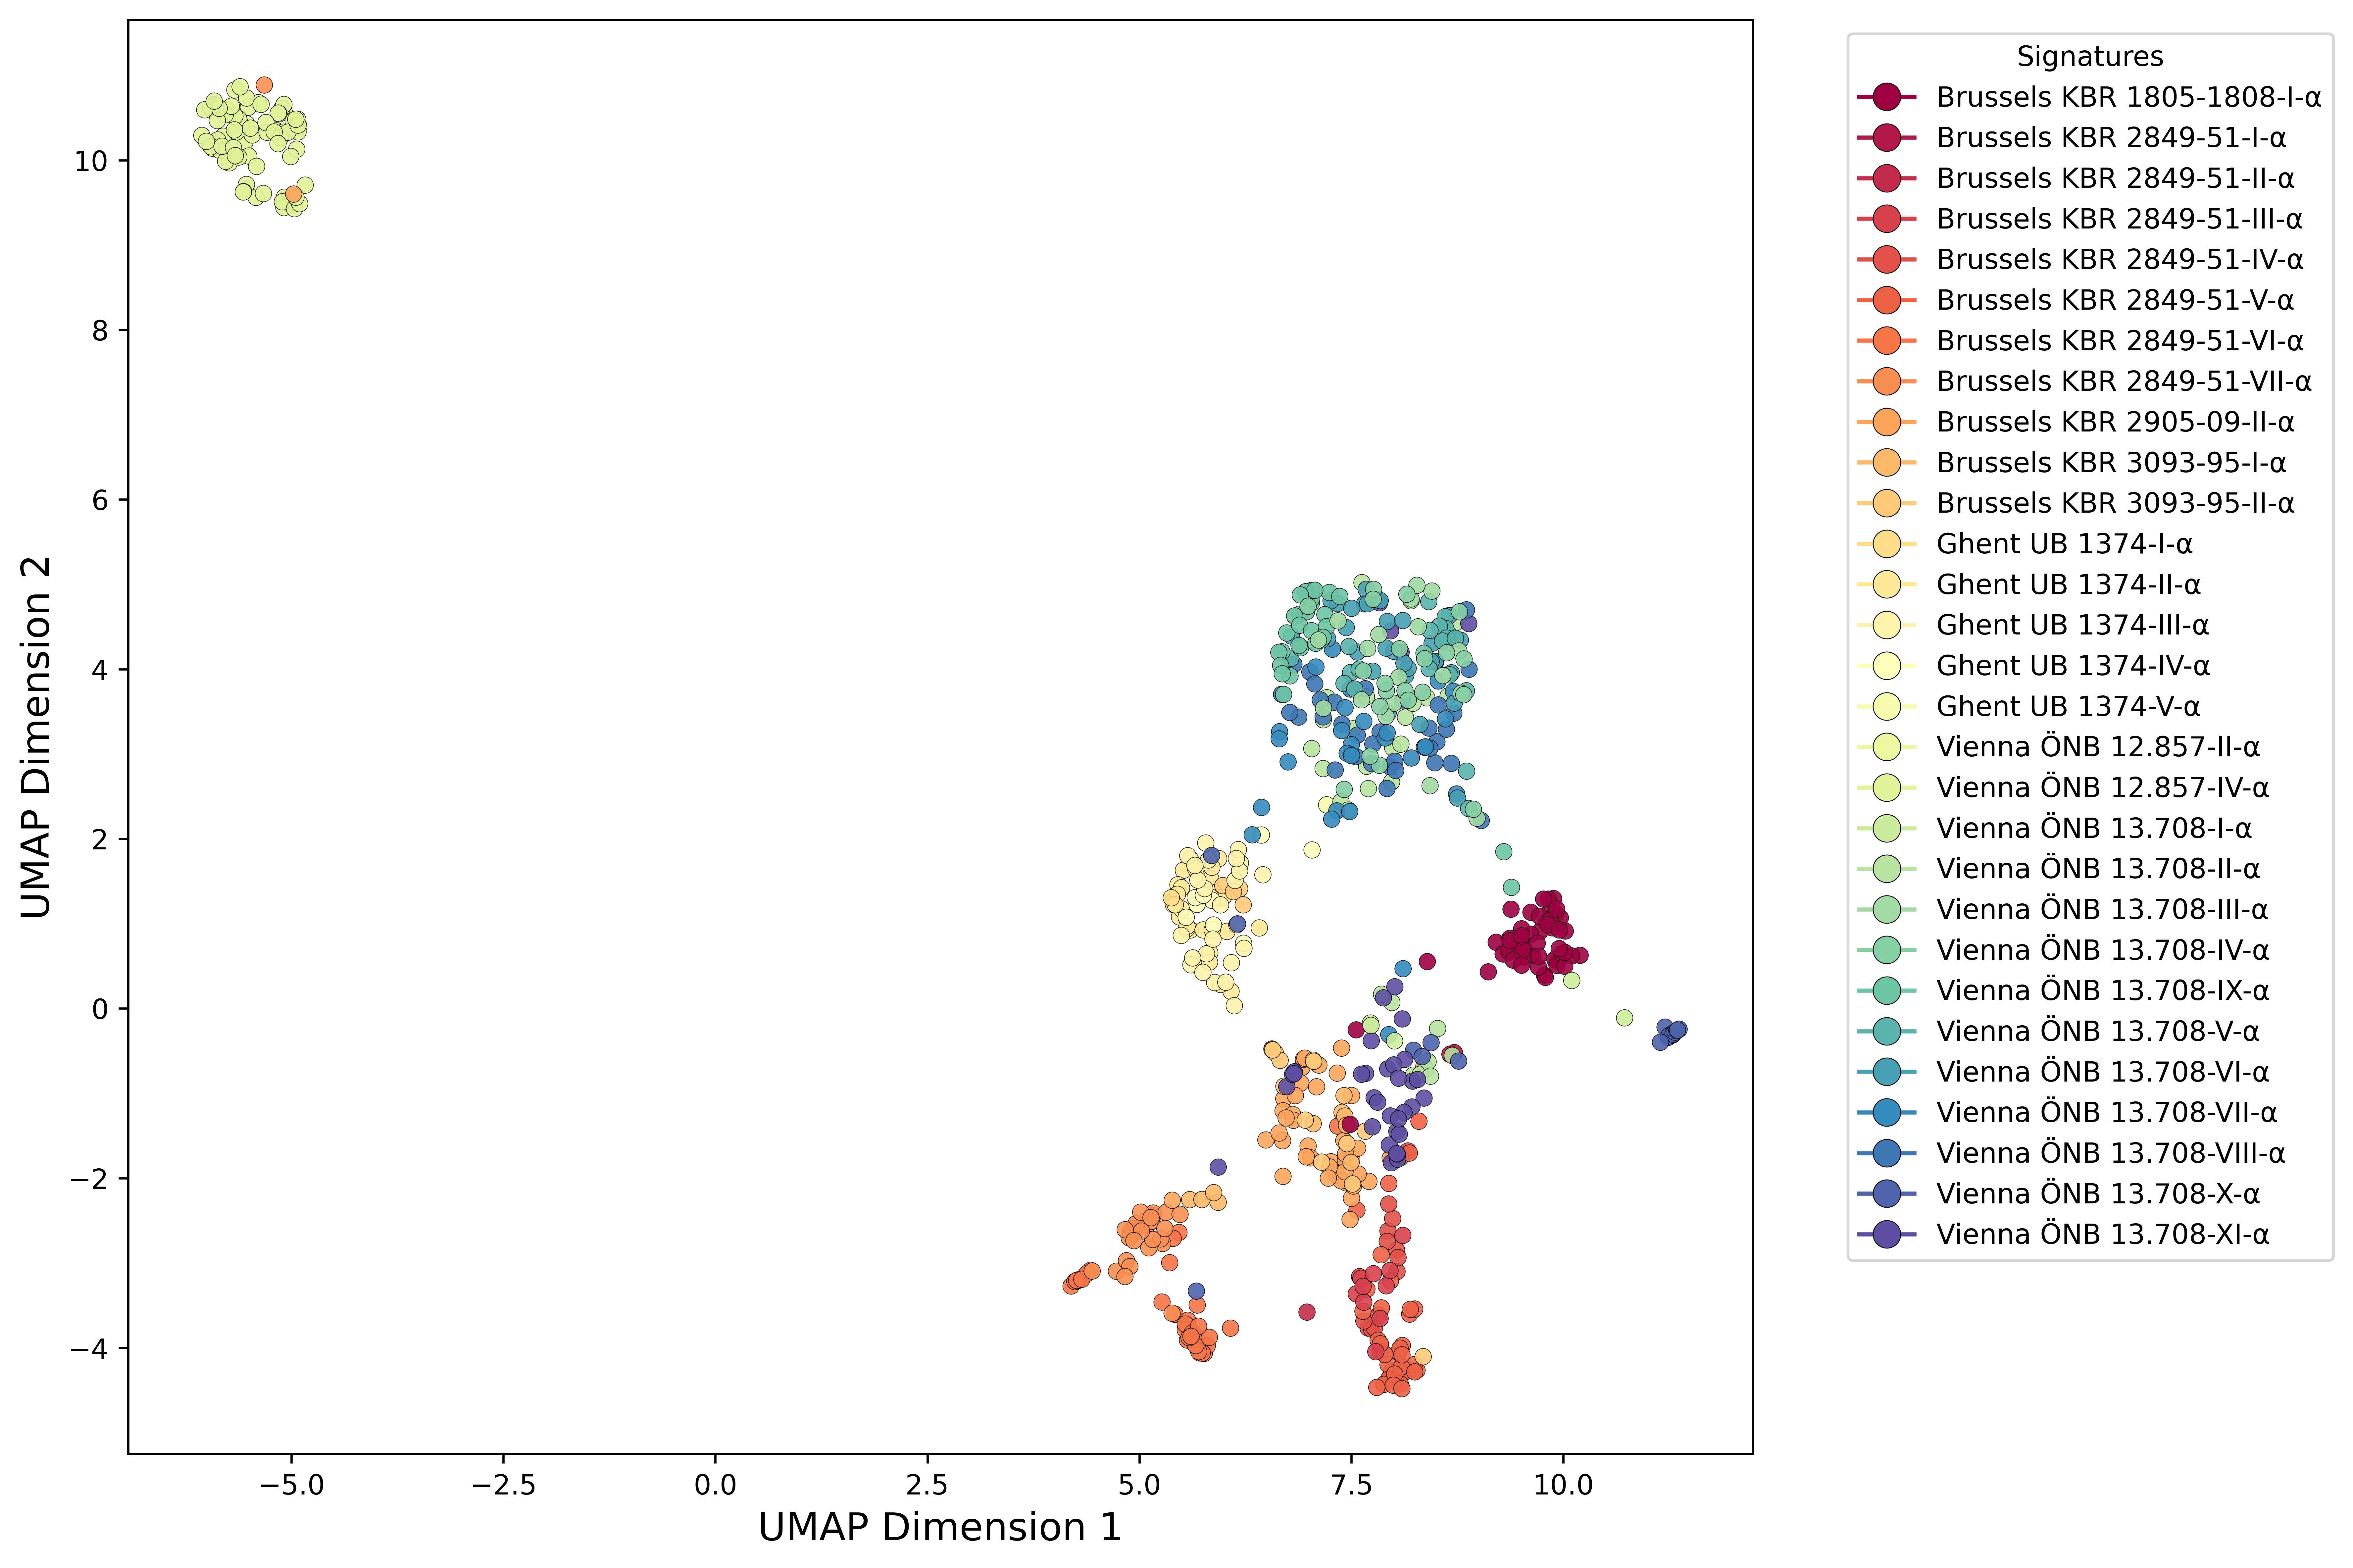 Signatures
Brussels KBR 1805-1808-I-α
Brussels KBR 2849-51-I-α
Brussels KBR 2849-51-II-α
Brussels KBR 2849-51-III-α
Brussels KBR 2849-51-IV-α
Brussels KBR 2849-51-V-α
Brussels KBR 2849-51-VI-α
Brussels KBR 2849-51-VII-α
Brussels KBR 2905-09-II-α
Brussels KBR 3093-95-I-α
Brussels KBR 3093-95-II-α
Ghent UB 1374-I-α
Ghent UB 1374-II-α
Ghent UB 1374-III-α
Ghent UB 1374-IV-α
Ghent UB 1374-V-α
Vienna ÖNB 12.857-II-α
Vienna ÖNB 12.857-IV-α
Vienna ÖNB 13.708-I-α
Vienna ÖNB 13.708-II-α
Vienna ÖNB 13.708-III-α
Vienna ÖNB 13.708-IV-α
Vienna ÖNB 13.708-IX-α
Vienna ÖNB 13.708-V-α
Vienna ÖNB 13.708-VI-α
Vienna ÖNB 13.708-VII-α
Vienna ÖNB 13.708-VIII-α
Vienna ÖNB 13.708-X-α
Vienna ÖNB 13.708-XI-α
UMAP Dimension 2
10
8
6
4
2
0
−2
−4
−5.0 −2.5 0.0 2.5 5.0 7.5 10.0
UMAP Dimension 1